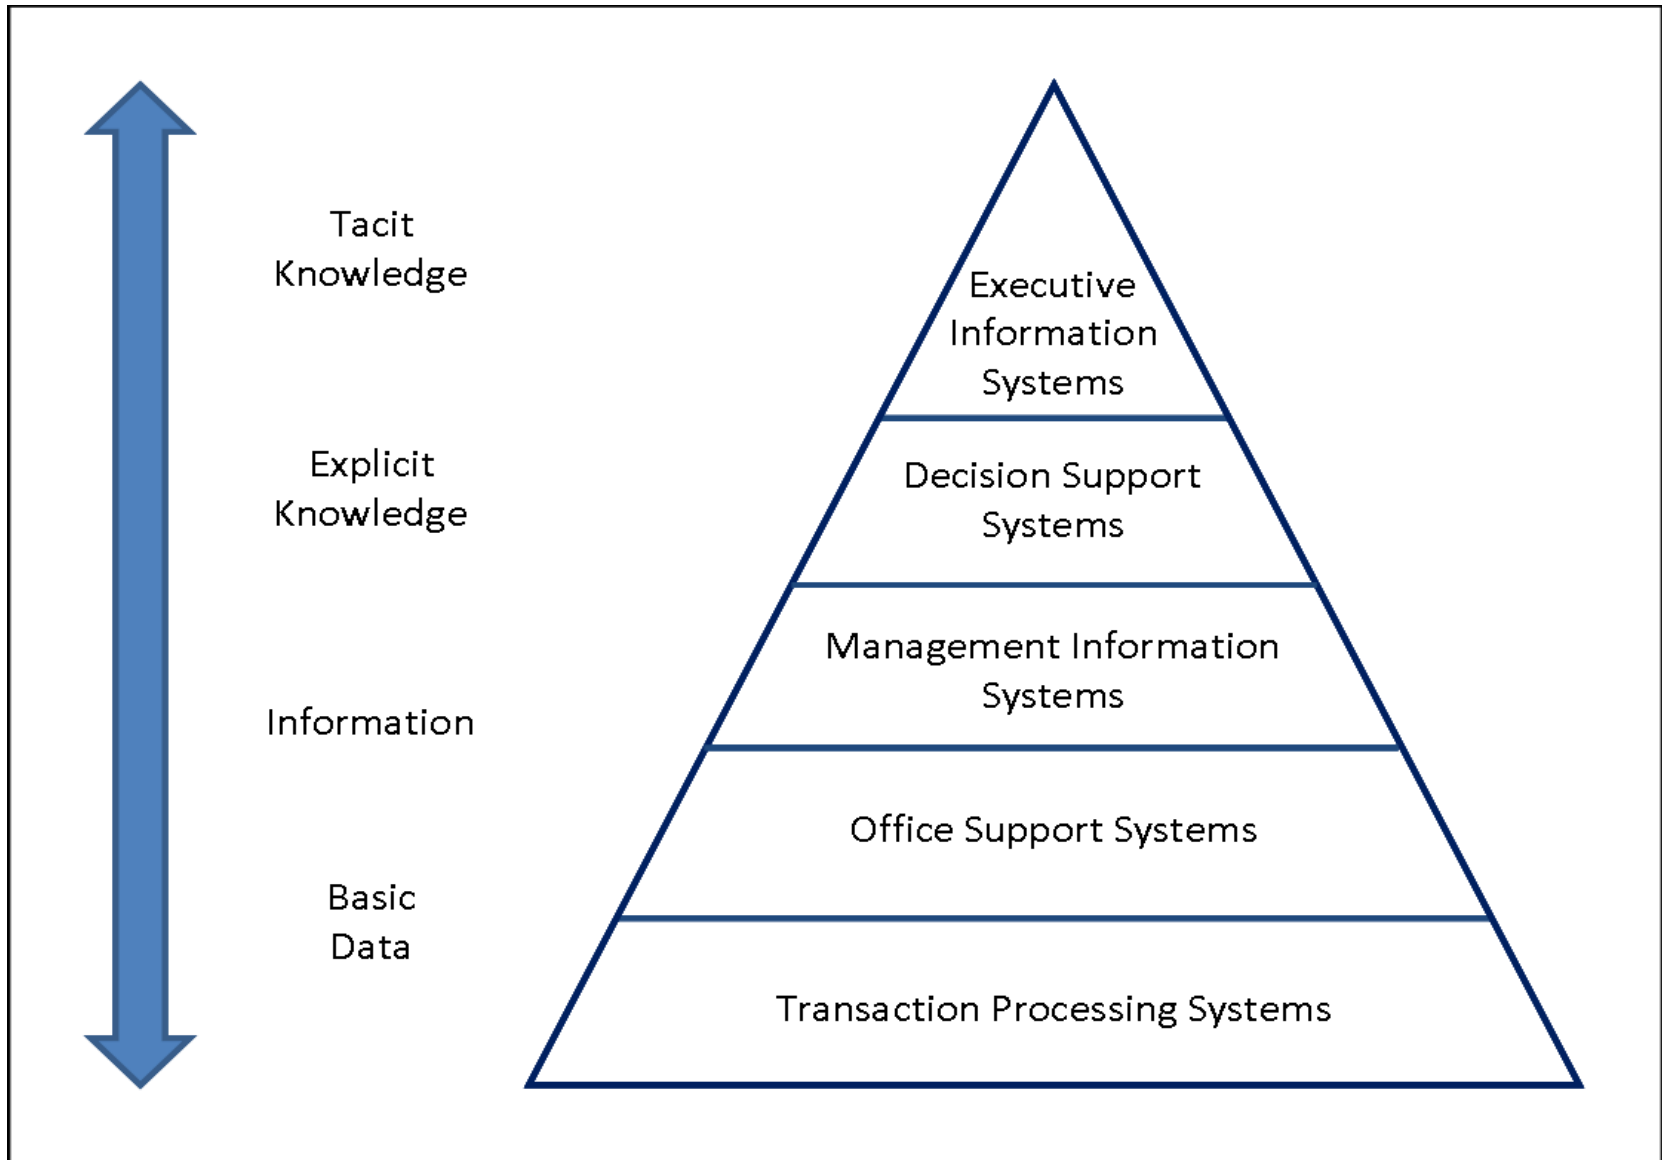 Tacit
Knowledge
Explicit
Knowledge
Information
Basic
Data
Executive
Information
Systems
Decision Support
Systems
Management Information
Systems
Office Support Systems
Transaction Processing Systems